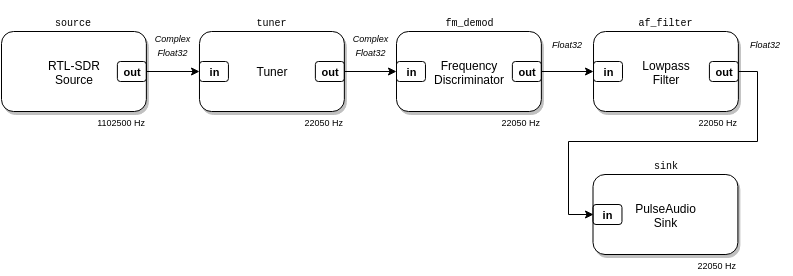 source
RTL-SDR
Source
out
1102500 Hz
Complex
Float32
tuner
in
Tuner
out
22050 Hz
Complex
Float32
fm_demod
in
Frequency
Discriminator
out
22050 Hz
Float32
af_filter
in
Lowpass
Filter
out
22050 Hz
Float32
sink
in
PulseAudio
Sink
22050 Hz